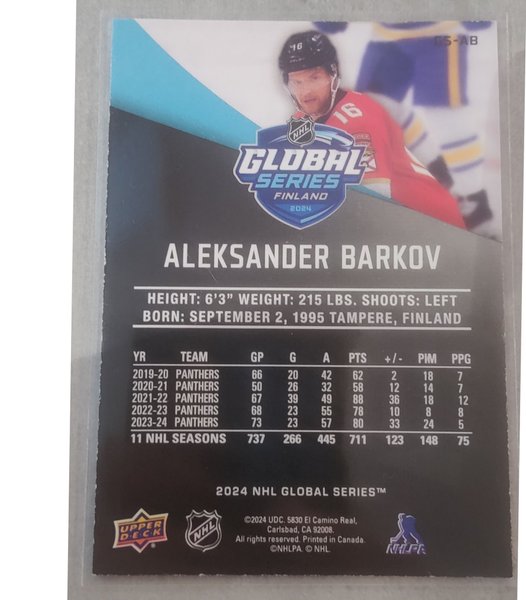 GS-AB
16
16
NHL
GLOBAL
SERIES
FINLAND
2024
ALEKSANDER BARKOV
HEIGHT: 6'3" WEIGHT: 215 LBS. SHOOTS: LEFT
BORN: SEPTEMBER 2, 1995 TAMPERE, FINLAND
YR TEAM GP G A PTS +/- PIM PPG
2019-20 PANTHERS 66 20 42 62 2 18 7
2020-21 PANTHERS 50 26 32 58 12 14 7
2021-22 PANTHERS 67 39 49 88 36 18 12
2022-23 PANTHERS 68 23 55 78 10 8 8
2023-24 PANTHERS 73 23 57 80 33 24 5
11 NHL SEASONS 737 266 445 711 123 148 75
2024 NHL GLOBAL SERIES™
UPPER
DECK
NHL
©2024 UDC. 5830 El Camino Real,
Carlsbad, CA 92008.
All rights reserved. Printed in Canada.
©NHLPA. © NHL.
NHLPA